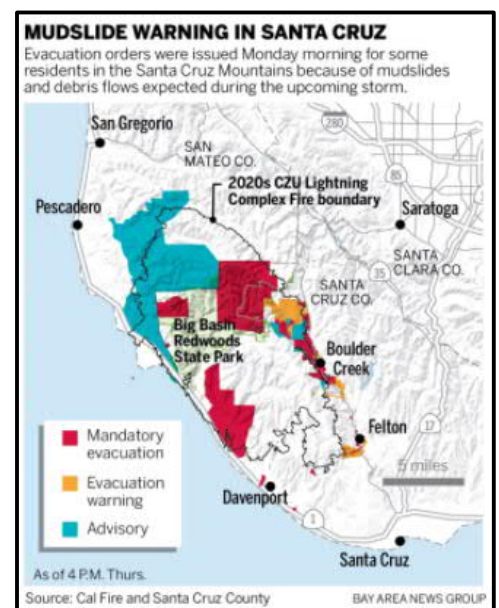 MUDSLIDE WARNING IN SANTA CRUZ
Evacuation orders were issued Monday morning for some
residents in the Santa Cruz Mountains because of mudslides
and debris flows expected during the upcoming storm.
280
San Gregorio
SAN
MATEO CO.
85
2020s CZU Lightning
Complex Fire boundary
Pescadero
Saratoga
SANTA
CLARA CO.
35
SANTA
CRUZ CO.
Big Basin
Redwoods
State Park
Boulder
Creek
Felton
17
5 miles
Mandatory
evacuation
Evacuation
warning
Advisory
Davenport
1
Santa Cruz
As of 4 P.M. Thurs.
Source: Cal Fire and Santa Cruz County
BAY AREA NEWS GROUP